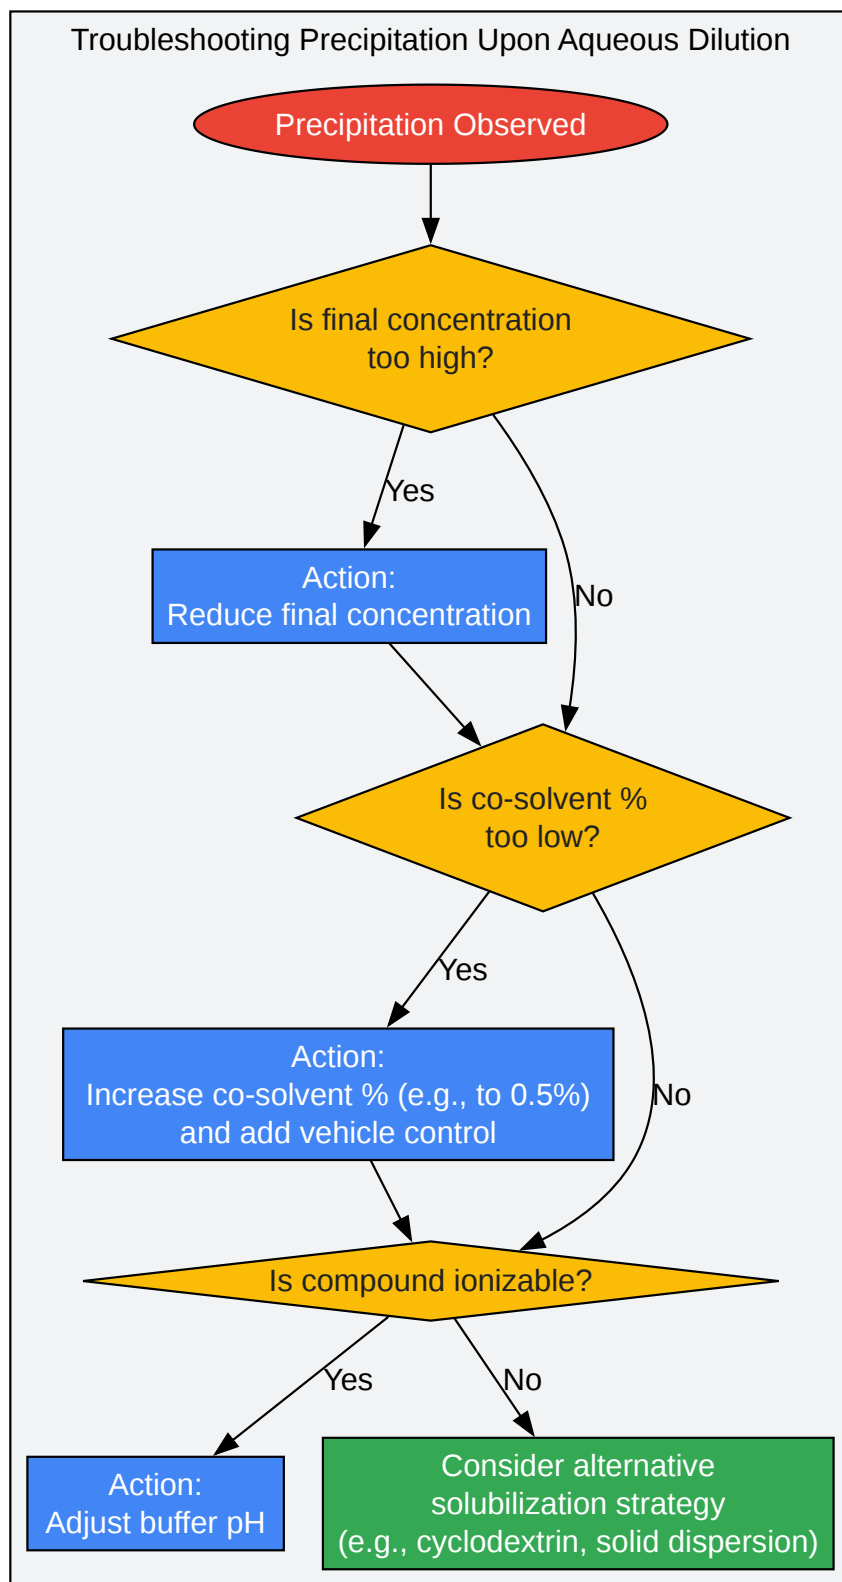 Troubleshooting Precipitation Upon Aqueous Dilution
Precipitation Observed
Is final concentration
too high?
Yes
Action:
Reduce final concentration
No
Is co-solvent %
too low?
Yes
Action:
Increase co-solvent % (e.g., to 0.5%)
and add vehicle control
No
Is compound ionizable?
Yes
No
Action:
Adjust buffer pH
Consider alternative
solubilization strategy
(e.g., cyclodextrin, solid dispersion)